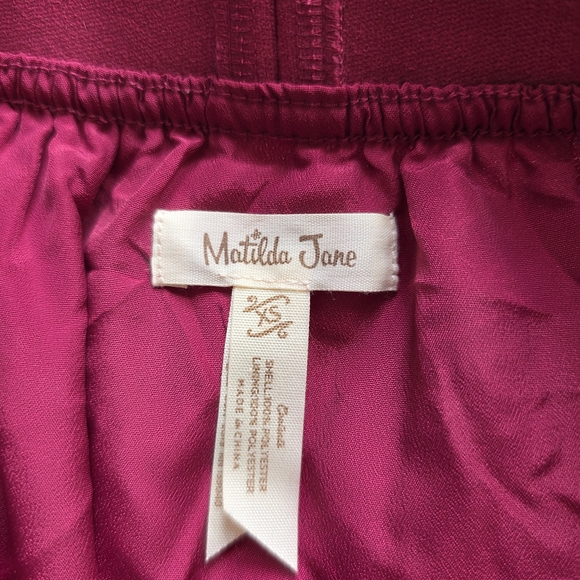 Matilda Jane
XS
SHELL:100% POLYESTER
LINING:100% POLYESTER
MADE in CHINA